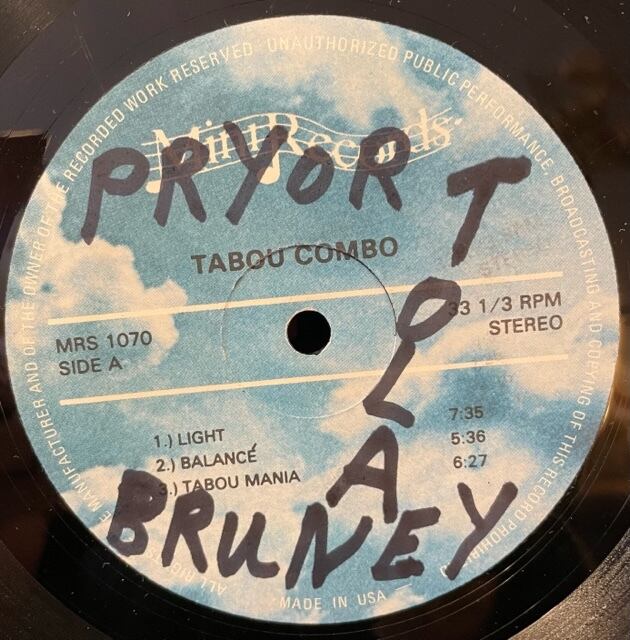 ALL RIGHTS OF THE MANUFACTURER AND OF THE OWNER OF THE RECORDED WORK RESERVED · UNAUTHORIZED PUBLIC PERFORMANCE, BROADCASTING AND COPYING OF THIS RECORD PROHIBITED
Mini Records
PRYOR
TOLA
TABOU COMBO
MRS 1070
SIDE A
33 1/3 RPM
STEREO
1.) LIGHT 7:35
2.) BALANCÉ 5:36
3.) TABOU MANIA 6:27
BRUNEY
MADE IN USA